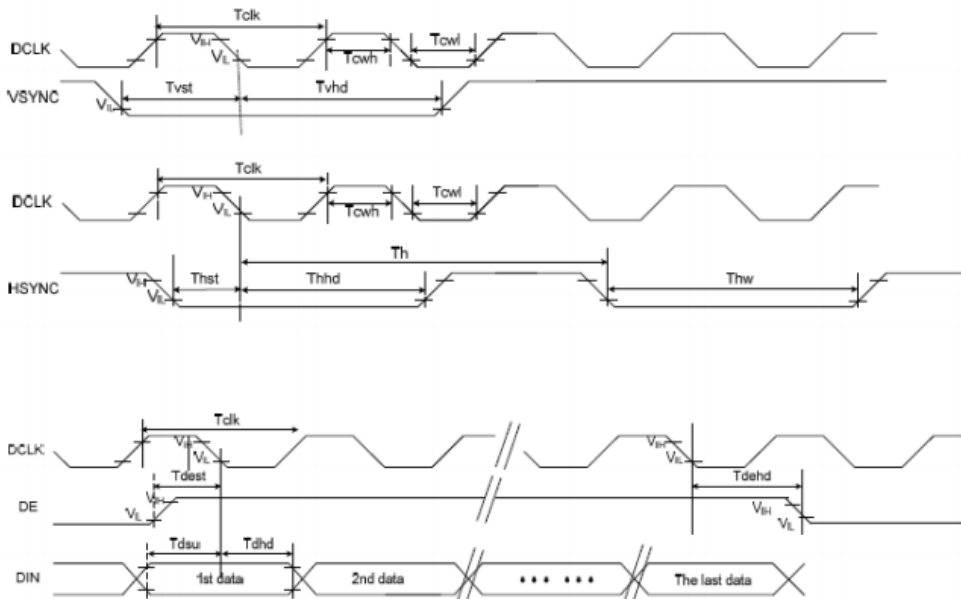 Tclk
DCLK
VIH
VIL
Tcwh
Tcwl
VSYNC
VIL
Tvst
Tvhd
Tclk
DCLK
VIH
VIL
Tcwh
Tcwl
Th
HSYNC
VIH
VIL
Thst
Thhd
Thw
Tclk
DCLK
VIH
VIL
VIH
VIL
Tdest
Tdehd
DE
VIH
VIL
VIH
VIL
Tdsu
Tdhd
DIN
1st data
2nd data
••• •••
The last data